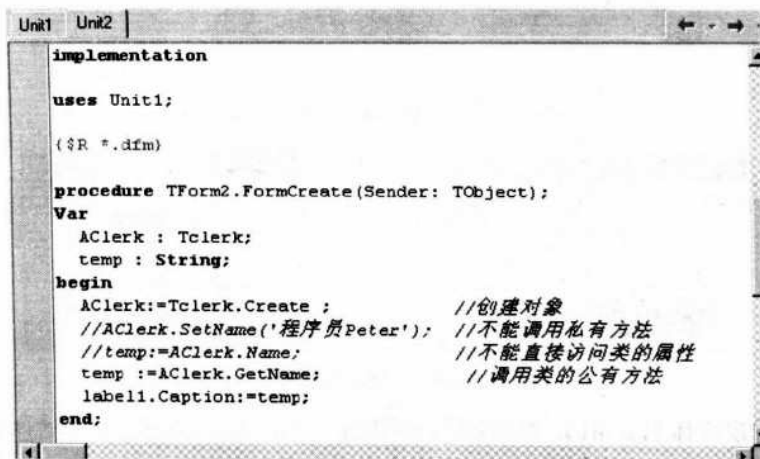 Unit1 Unit2
implementation
uses Unit1;
{$R *.dfm}
procedure TForm2.FormCreate(Sender: TObject);
Var
AClerk : Tclerk;
temp : String;
begin
AClerk:=Tclerk.Create ; //创建对象
//AClerk.SetName('程序员Peter'); //不能调用私有方法
//temp:=AClerk.Name; //不能直接访问类的属性
temp :=AClerk.GetName; //调用类的公有方法
label1.Caption:=temp;
end;